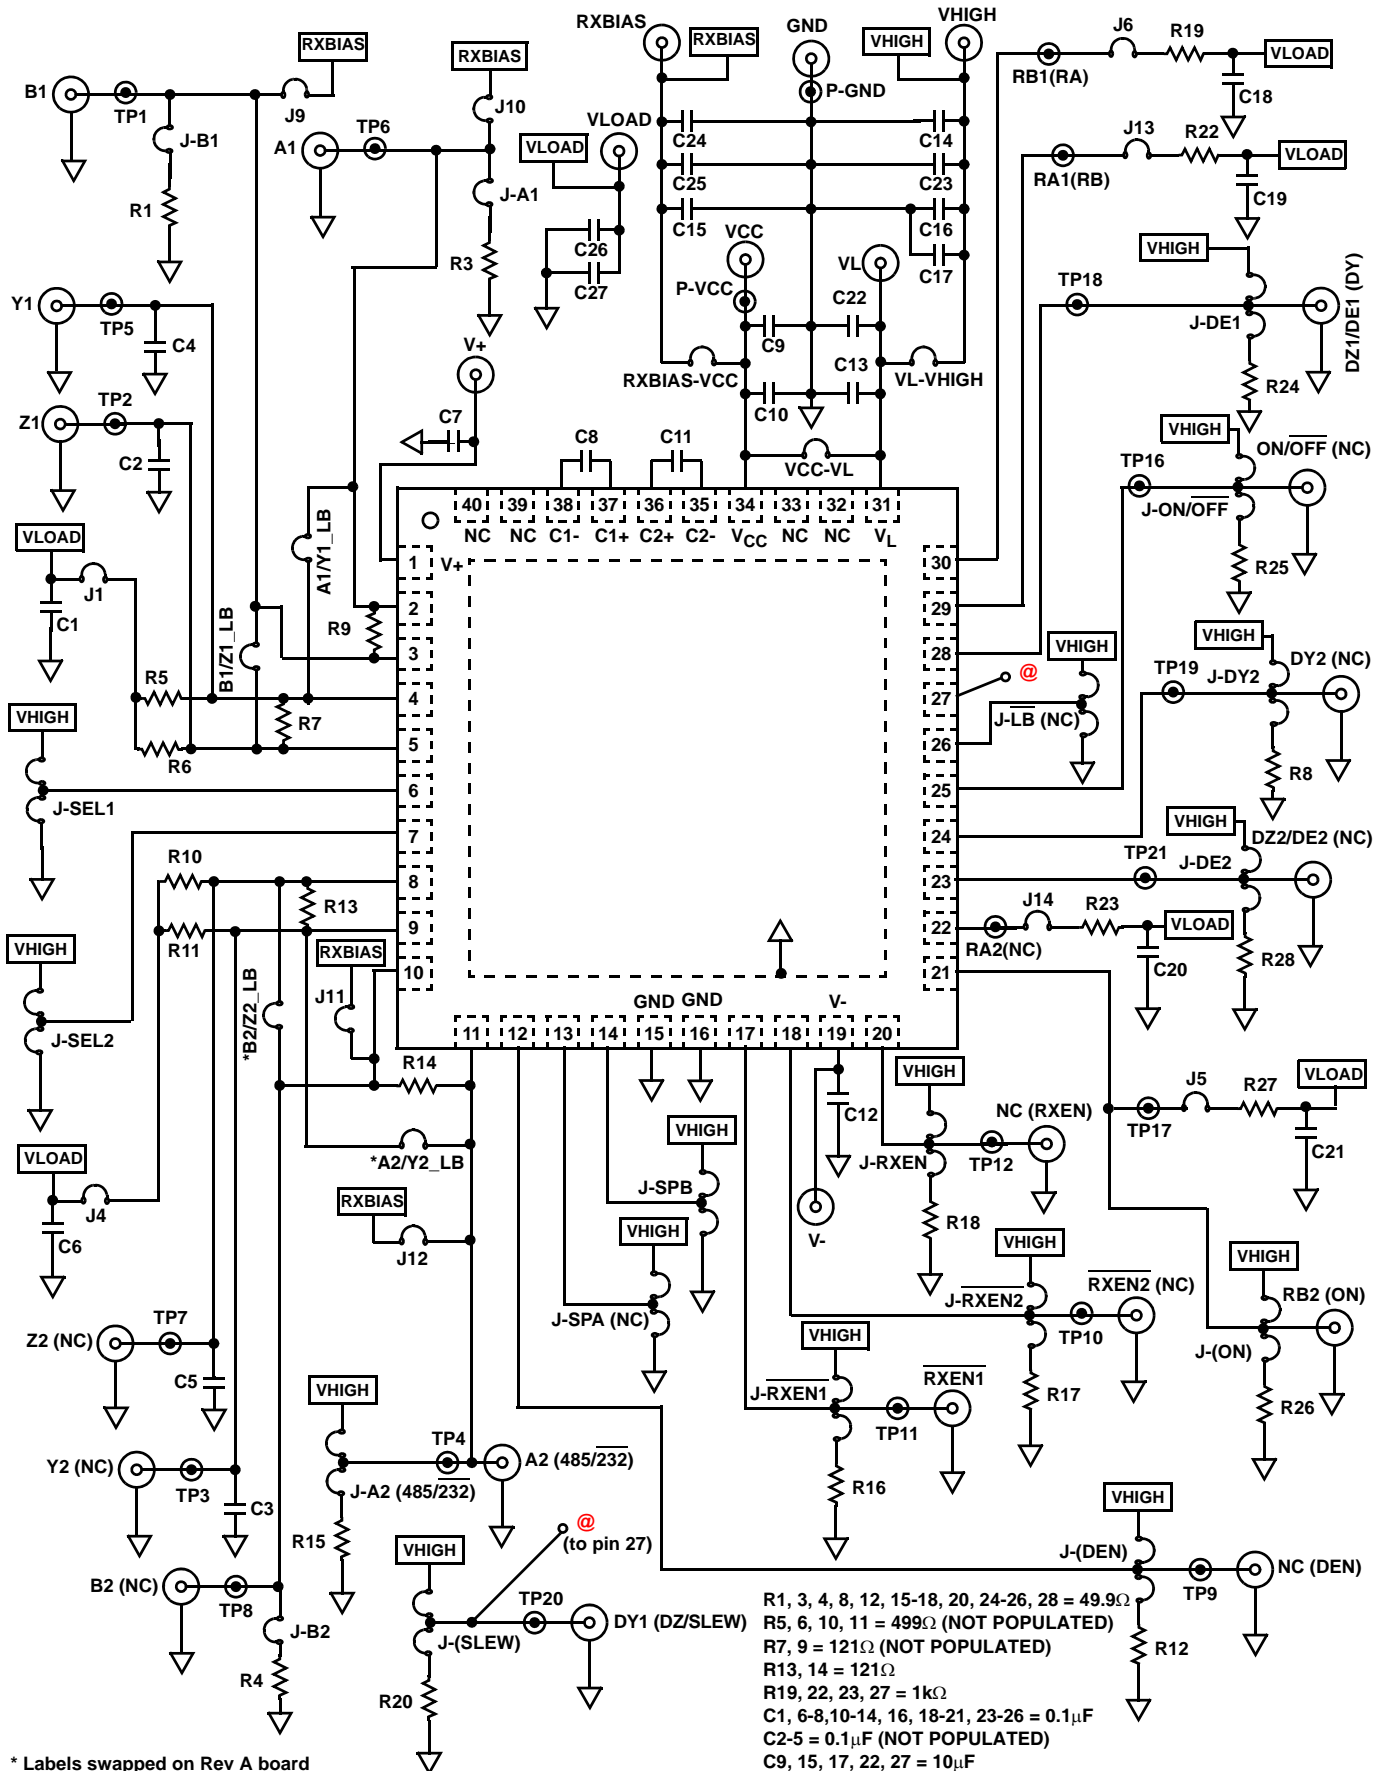 RXBIAS
GND
VHIGH
J6
R19
RXBIAS
RXBIAS
VHIGH
VLOAD
RXBIAS
RB1(RA)
B1
TP1
J9
J10
P-GND
C18
VLOAD
J-B1
A1
TP6
C24
C14
J13
R22
VLOAD
VLOAD
J-A1
C25
C23
RA1(RB)
C19
R1
C15
C16
VCC
VHIGH
R3
C26
VL
C17
C27
P-VCC
C22
TP18
DZ1/DE1 (DY)
Y1
TP5
J-DE1
C4
V+
C9
RXBIAS-VCC
C13
VL-VHIGH
R24
TP2
Z1
C7
C10
VHIGH
ON/OFF (NC)
C2
C8
C11
VCC-VL
TP16
J-ON/OFF
40 39 38 37 36 35 34 33 32 31
NC NC C1- C1+ C2+ C2- VCC NC NC VL
VLOAD
A1/Y1_LB
1
V+
30
R25
J1
C1
2
29
R9
B1/Z1_LB
3
28
VHIGH
VHIGH
DY2 (NC)
R5
TP19
J-DY2
4
27
@
R7
VHIGH
J-LB (NC)
R6
5
26
R8
6
25
J-SEL1
7
24
VHIGH
DZ2/DE2 (NC)
R10
TP21
J-DE2
8
23
R13
J14
R23
R11
9
22
VLOAD
VHIGH
RXBIAS
RA2(NC)
C20
R28
10
21
*B2/Z2_LB
J11
GND GND
V-
J-SEL2
11 12 13 14 15 16 17 18 19 20
R14
VHIGH
J5
R27
VLOAD
C12
NC (RXEN)
VHIGH
TP17
C21
VLOAD
*A2/Y2_LB
J-RXEN
TP12
J-SPB
J4
RXBIAS
C6
VHIGH
R18
J12
V-
VHIGH
VHIGH
RXEN2 (NC)
RB2 (ON)
TP7
J-RXEN2
Z2 (NC)
J-SPA (NC)
VHIGH
TP10
J-(ON)
C5
VHIGH
J-RXEN1
RXEN1
R17
R26
TP11
TP4
Y2 (NC)
A2 (485/232)
TP3
J-A2 (485/232)
R16
VHIGH
C3
@
R15
(to pin 27)
VHIGH
J-(DEN)
B2 (NC)
NC (DEN)
TP8
TP9
TP20
J-B2
J-(SLEW)
DY1 (DZ/SLEW)
R12
R4
R20
R1, 3, 4, 8, 12, 15-18, 20, 24-26, 28 = 49.9Ω
R5, 6, 10, 11 = 499Ω (NOT POPULATED)
R7, 9 = 121Ω (NOT POPULATED)
R13, 14 = 121Ω
R19, 22, 23, 27 = 1kΩ
C1, 6-8,10-14, 16, 18-21, 23-26 = 0.1µF
C2-5 = 0.1µF (NOT POPULATED)
C9, 15, 17, 22, 27 = 10µF
* Labels swapped on Rev A board